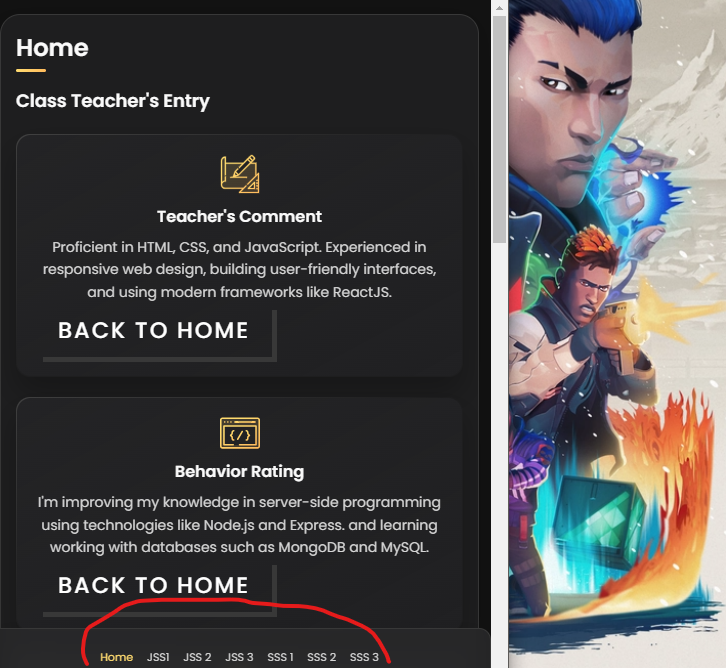 Home
Class Teacher's Entry
Teacher's Comment
Proficient in HTML, CSS, and JavaScript. Experienced in
responsive web design, building user-friendly interfaces,
and using modern frameworks like ReactJS.
BACK TO HOME
Behavior Rating
I'm improving my knowledge in server-side programming
using technologies like Node.js and Express. and learning
working with databases such as MongoDB and MySQL.
BACK TO HOME
Home JSS1 JSS 2 JSS 3 SSS 1 SSS 2 SSS 3